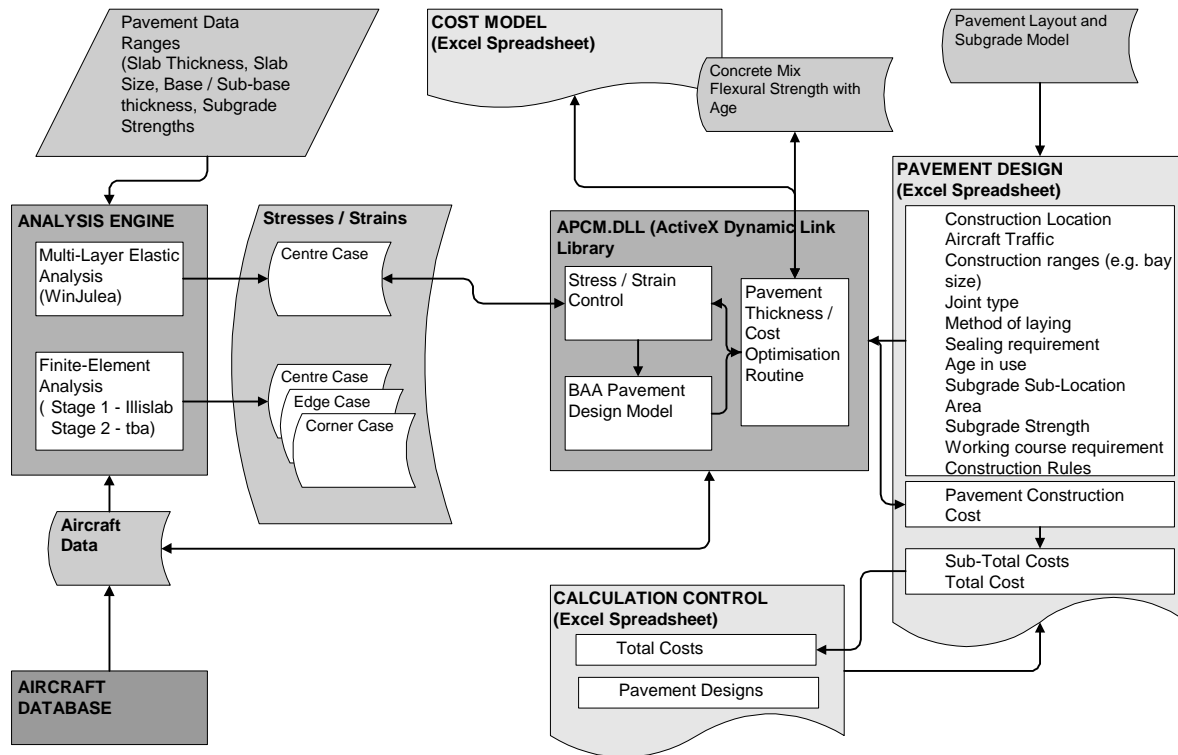 Pavement Data
Ranges
(Slab Thickness, Slab
Size, Base / Sub-base
thickness, Subgrade
Strengths
COST MODEL
(Excel Spreadsheet)
Concrete Mix
Flexural Strength with
Age
Pavement Layout and
Subgrade Model
ANALYSIS ENGINE
Multi-Layer Elastic
Analysis
(WinJulea)
Finite-Element
Analysis
( Stage 1 - Illislab
Stage 2 - tba)
Stresses / Strains
Centre Case
Centre Case
Edge Case
Corner Case
APCM.DLL (ActiveX Dynamic Link
Library
Stress / Strain
Control
BAA Pavement
Design Model
Pavement
Thickness /
Cost
Optimisation
Routine
PAVEMENT DESIGN
(Excel Spreadsheet)
Construction Location
Aircraft Traffic
Construction ranges (e.g. bay
size)
Joint type
Method of laying
Sealing requirement
Age in use
Subgrade Sub-Location
Area
Subgrade Strength
Working course requirement
Construction Rules
Pavement Construction
Cost
Sub-Total Costs
Total Cost
Aircraft
Data
AIRCRAFT
DATABASE
CALCULATION CONTROL
(Excel Spreadsheet)
Total Costs
Pavement Designs